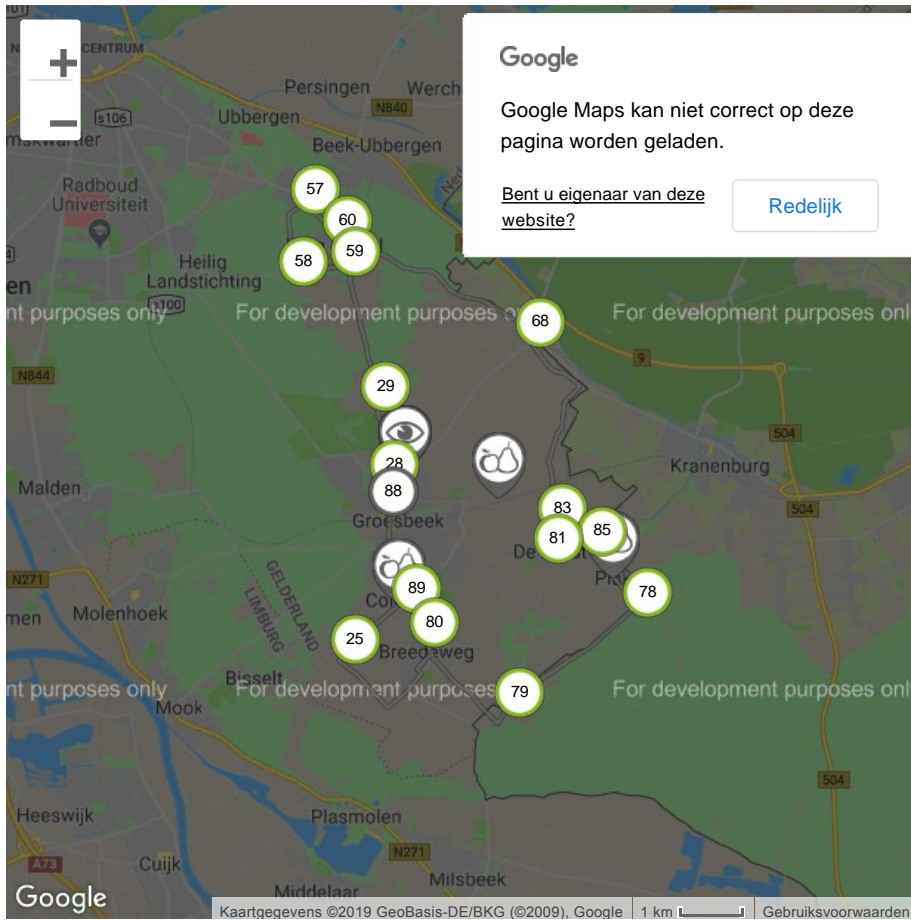 CENTRUM
Persingen
Werch
N840
s106
Ubbergen
Beek-Ubbergen
Radboud
Universiteit
Heilig
Landstichting
s100
Google
Google Maps kan niet correct op deze
pagina worden geladen.
Bent u eigenaar van deze
website?
Redelijk
57
60
59
58
en
nt purposes only
For development purposes o
For development purposes onl
68
9
N844
29
504
28
88
Kranenburg
Malden
504
Groesbeek
83
85
81
N271
GELDERLAND
LIMBURG
Molenhoek
men
89
78
80
25
Breedeweg
Bisselt
nt purposes only
For development purposes
For development purposes onl
79
Mook
504
Heeswijk
Plasmolen
A73
Cuijk
N271
Milsbeek
Middelaar
Google
Kaartgegevens ©2019 GeoBasis-DE/BKG (©2009), Google
1 km
Gebruiksvoorwaarden